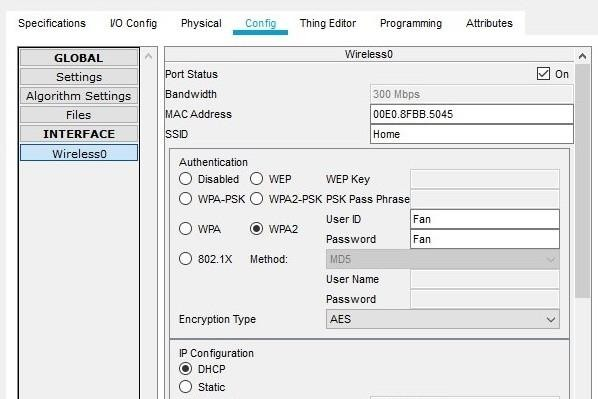 Specifications I/O Config Physical Config Thing Editor Programming Attributes
GLOBAL
Settings
Algorithm Settings
Files
INTERFACE
Wireless0
Wireless0
Port Status On
Bandwidth 300 Mbps
MAC Address 00E0.8FBB.5045
SSID Home
Authentication
Disabled WEP WEP Key
WPA-PSK WPA2-PSK PSK Pass Phrase
User ID Fan
WPA WPA2
Password Fan
802.1X Method: MD5
User Name
Password
Encryption Type AES
IP Configuration
DHCP
Static